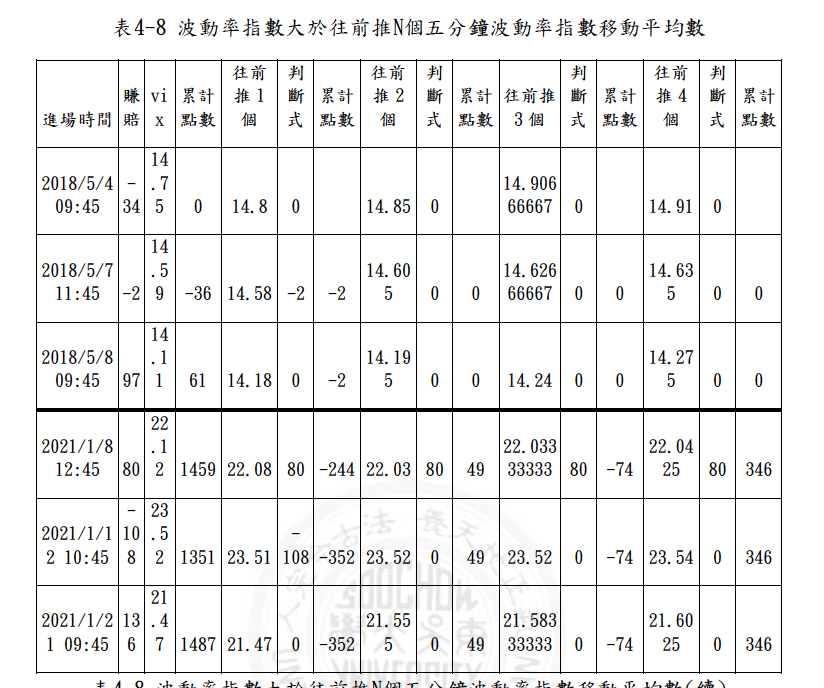 表4-8 波動率指數大於往前推N個五分鐘波動率指數移動平均數
進場時間 賺賠 vix 累計點數 往前推1個 判斷式 累計點數 往前推2個 判斷式 累計點數 往前推3個 判斷式 累計點數 往前推4個 判斷式 累計點數
2018/5/4 09:45 -34 14.75 0 14.8 0 14.85 0 14.90666667 0 14.91 0
2018/5/7 11:45 -2 14.59 -36 14.58 -2 -2 14.605 0 0 14.62666667 0 0 14.635 0 0
2018/5/8 09:45 97 14.11 61 14.18 0 -2 14.195 0 0 14.24 0 0 14.275 0 0
2021/1/8 12:45 80 22.12 1459 22.08 80 -244 22.03 80 49 22.03333333 80 -74 22.0425 80 346
2021/1/12 10:45 -108 23.52 1351 23.51 -108 -352 23.52 0 49 23.52 0 -74 23.54 0 346
2021/1/21 09:45 136 21.47 1487 21.47 0 -352 21.555 0 49 21.58333333 0 -74 21.6025 0 346
SOOCHOW
UNIVERSITY
表4-8 波動率指數大於往前推N個五分鐘波動率指數移動平均數(續)